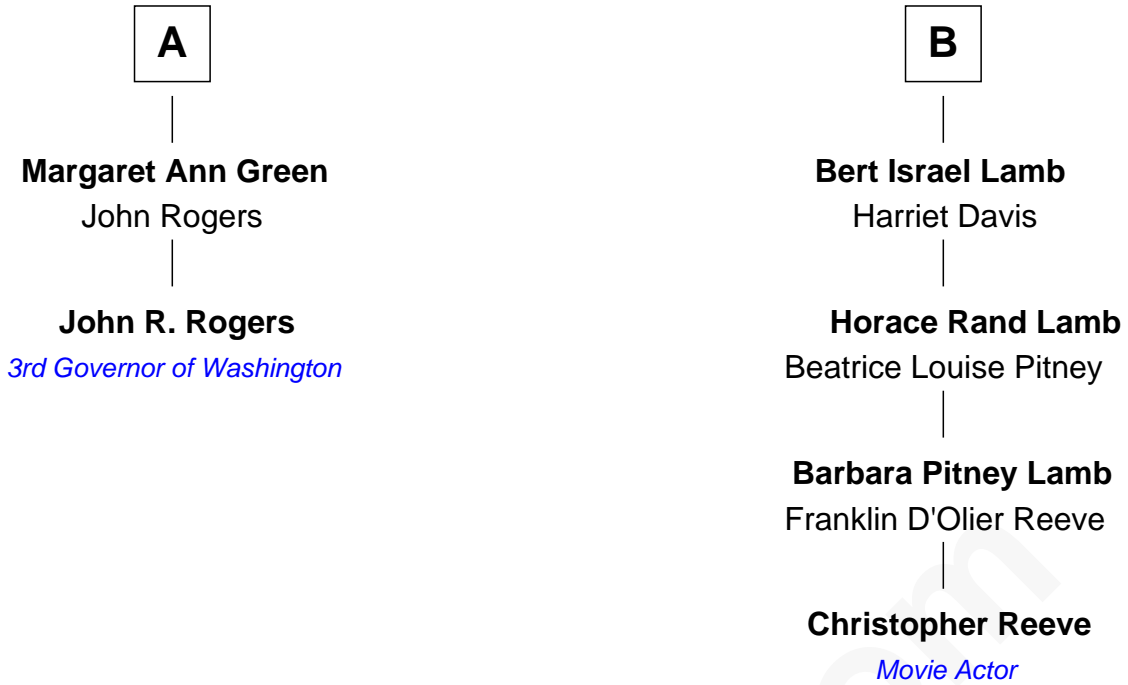 A
Margaret Ann Green
John Rogers
John R. Rogers
3rd Governor of Washington
B
Bert Israel Lamb
Harriet Davis
Horace Rand Lamb
Beatrice Louise Pitney
Barbara Pitney Lamb
Franklin D'Olier Reeve
Christopher Reeve
Movie Actor
om